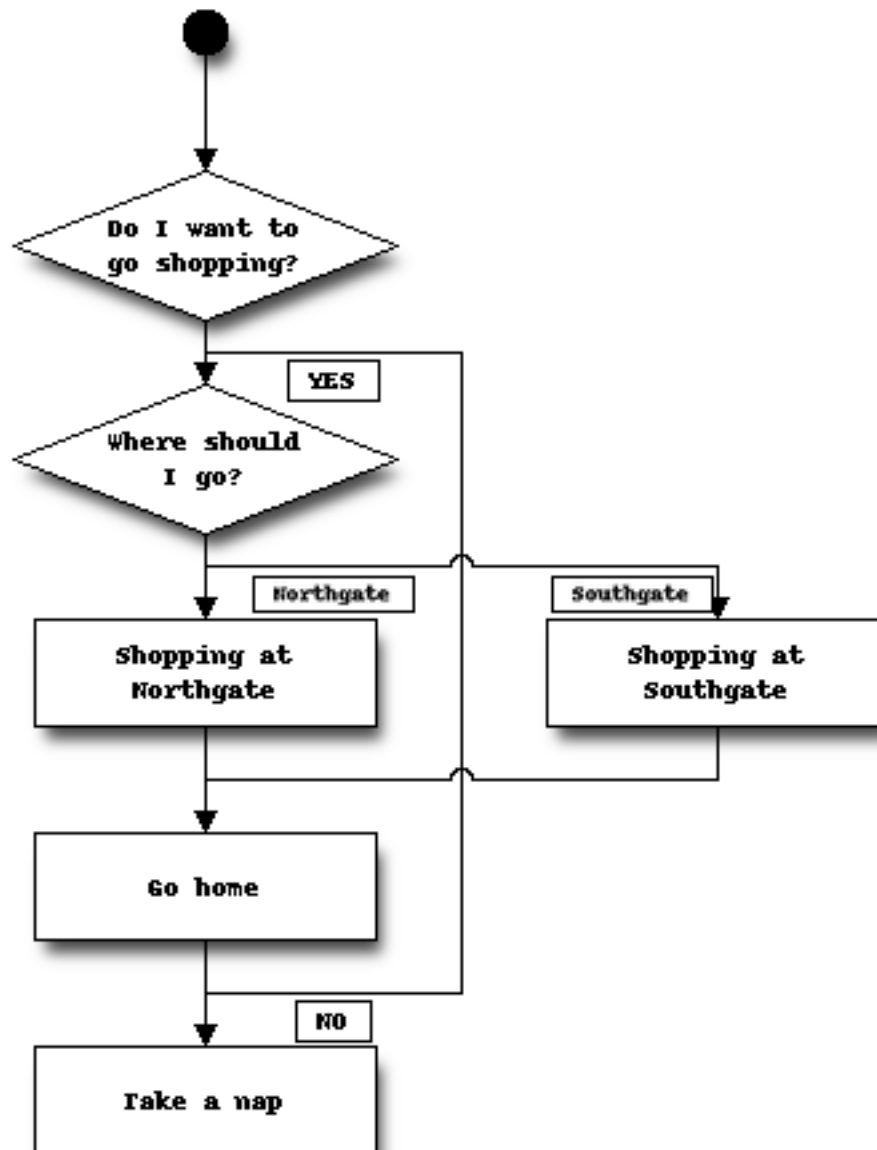 Do I want to
go shopping?
YES
Where should
I go?
Northgate
Southgate
Shopping at
Northgate
Shopping at
Southgate
Go home
NO
Take a nap